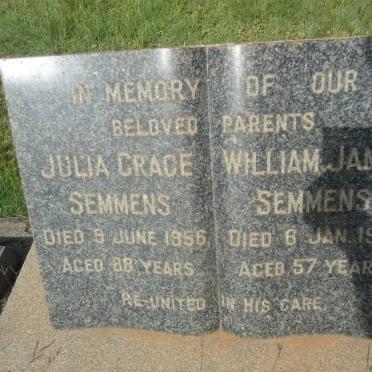 IN MEMORY OF OUR
BELOVED PARENTS
JULIA GRACE WILLIAM
SEMMENS SEMMENS
DIED 9 JUNE 1956, DIED 6 JAN.
AGED 88 YEARS AGED 57
RE-UNITED IN HIS CARE.